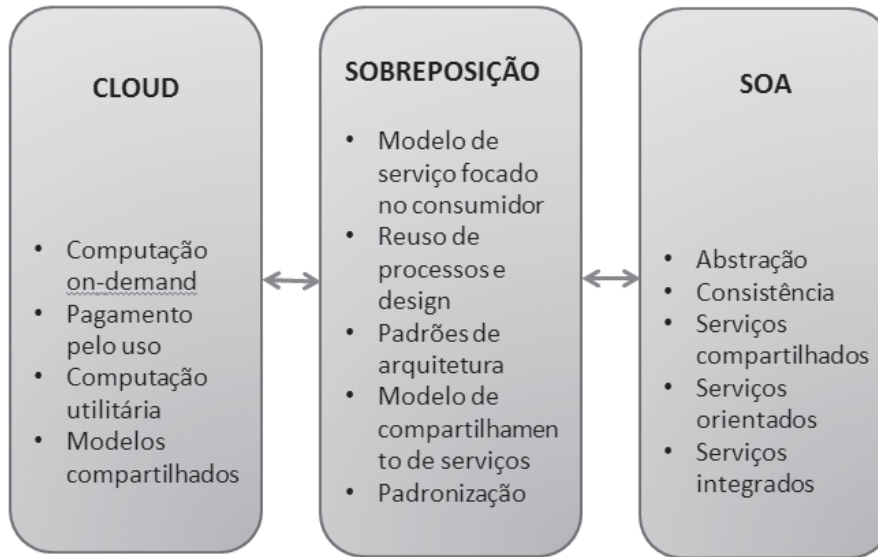 CLOUD
• Computação
on-demand
• Pagamento
pelo uso
• Computação
utilitária
• Modelos
compartilhados
SOBREPOSIÇÃO
• Modelo de
serviço focado
no consumidor
• Reuso de
processos e
design
• Padrões de
arquitetura
• Modelo de
compartilhamen
to de serviços
• Padronização
SOA
• Abstração
• Consistência
• Serviços
compartilhados
• Serviços
orientados
• Serviços
integrados